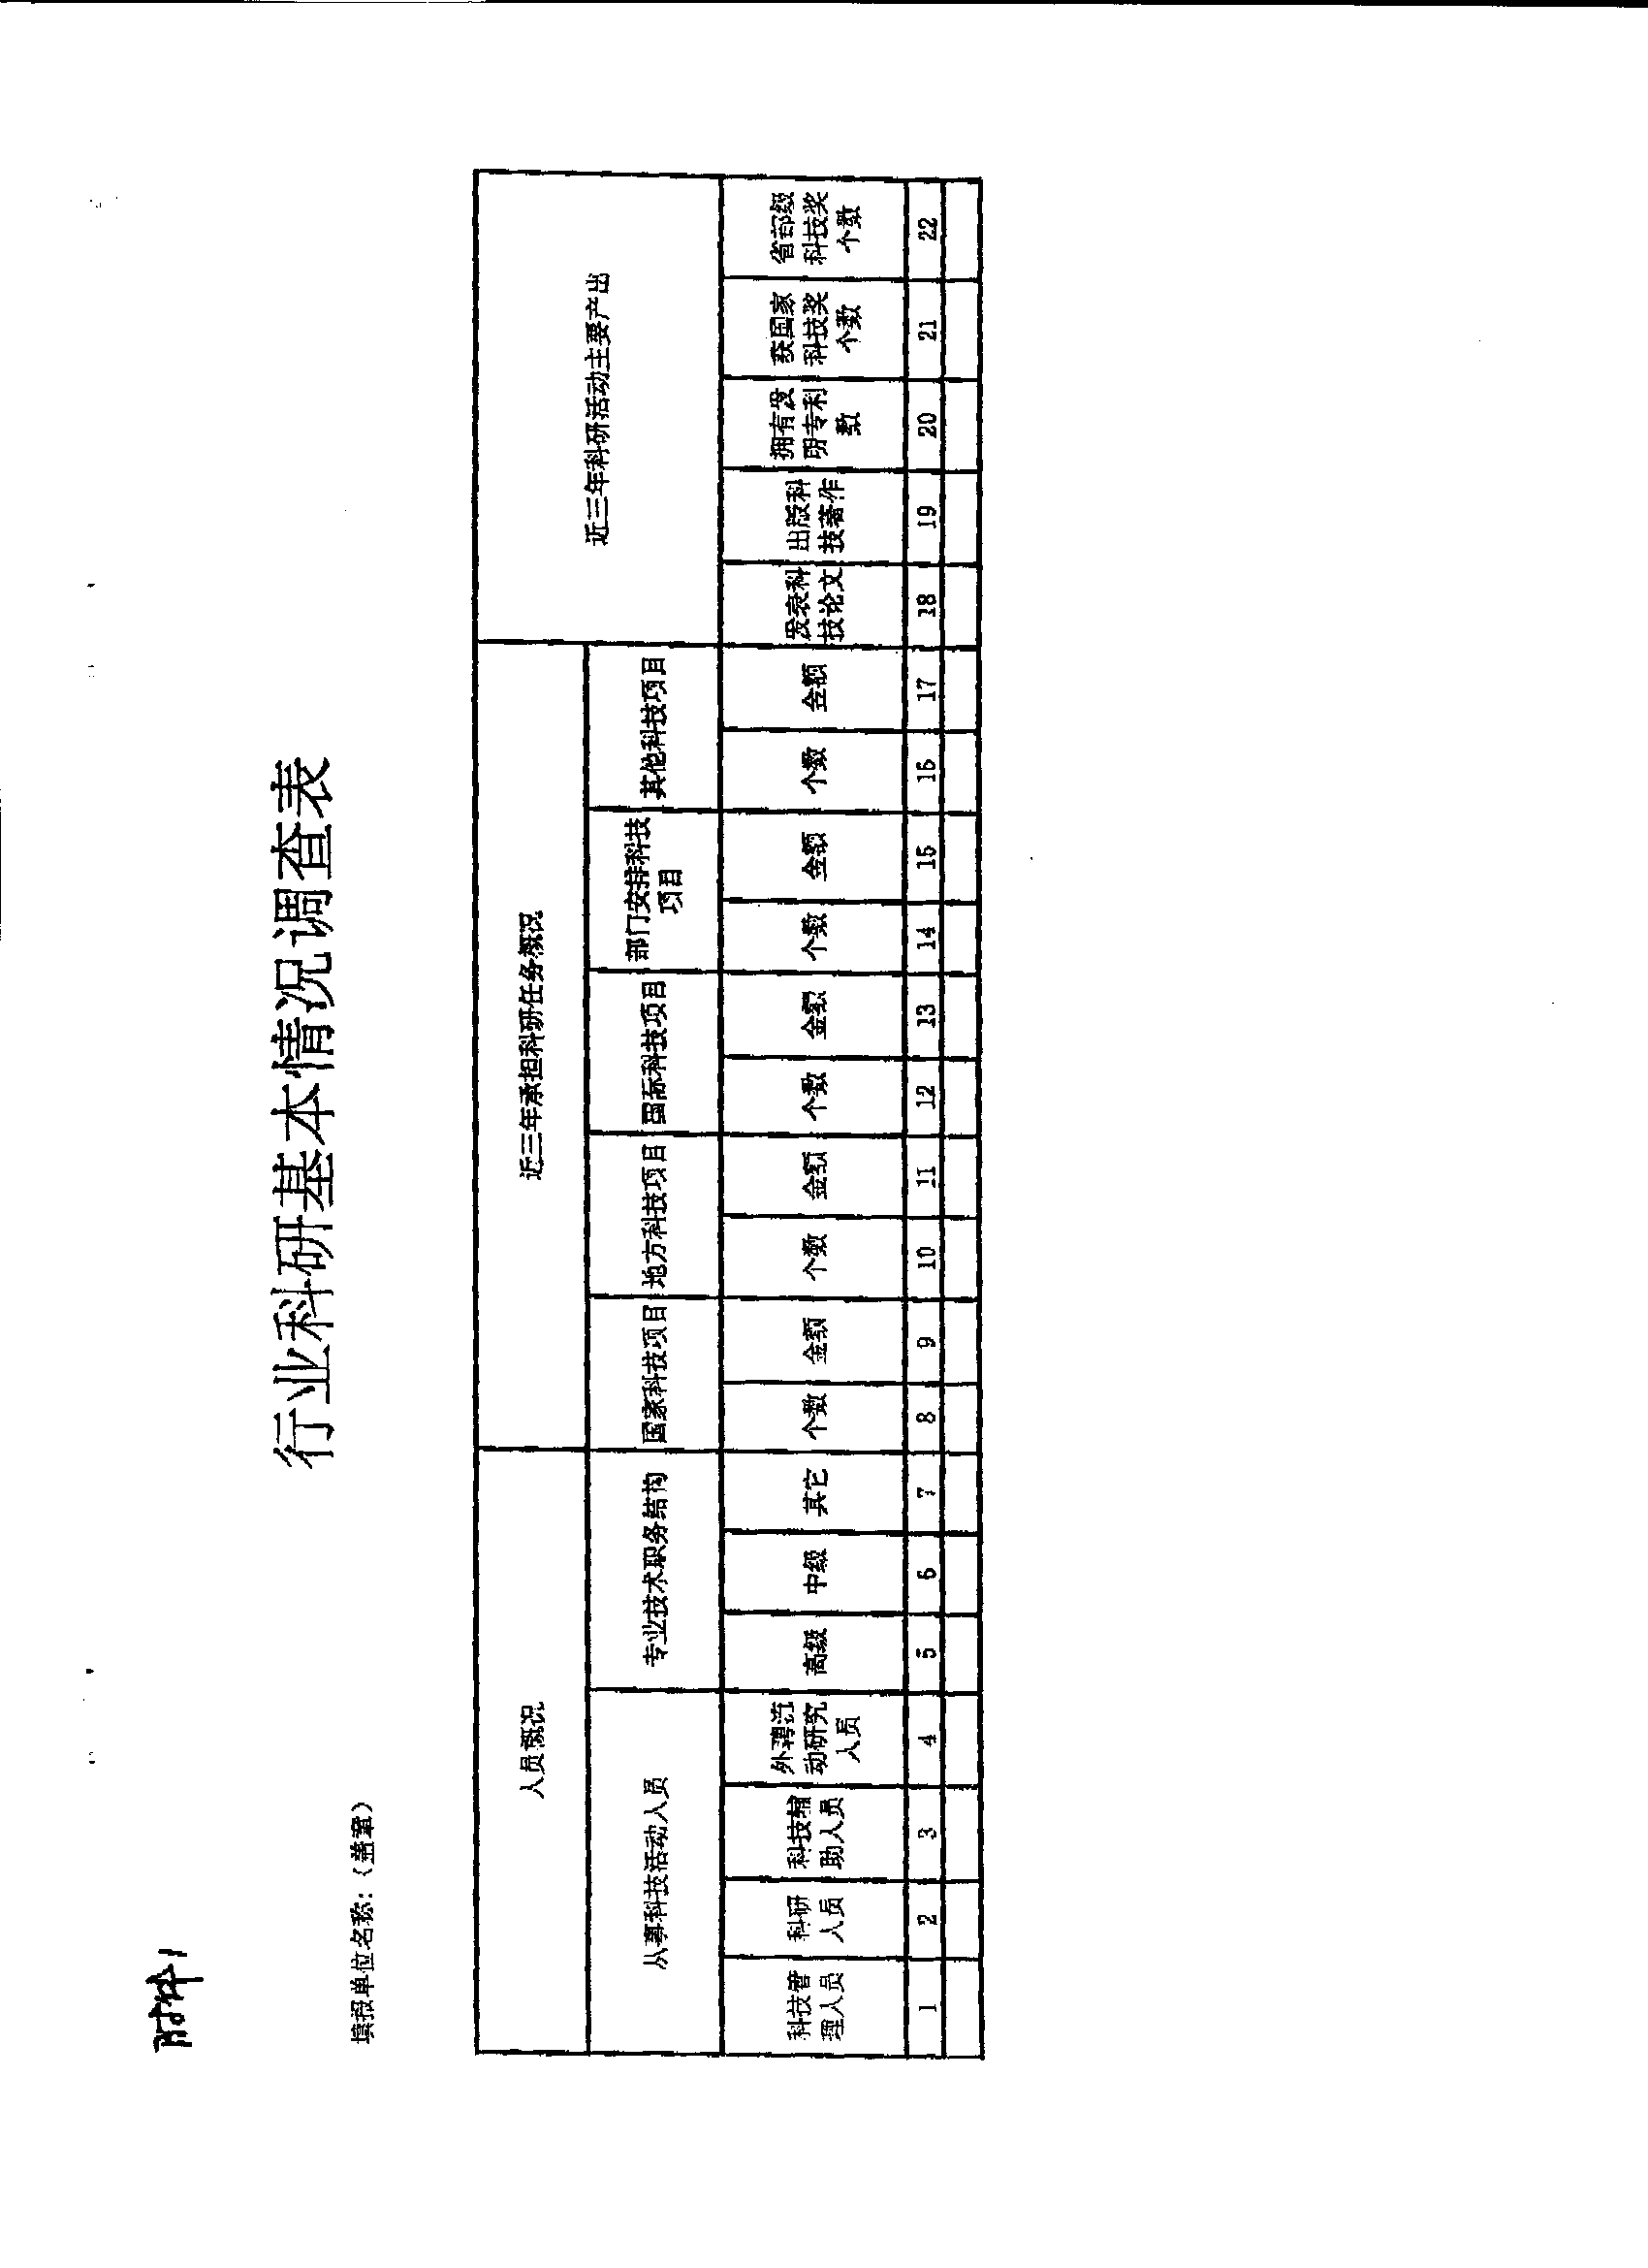 附件1
行业科研基本情况调查表
填报单位名称：（盖章）
人员概况 近三年承担科研任务概况 近三年科研活动主要产出
从事科技活动人员 专业技术职务结构 国家科技项目 地方科技项目 国际科技项目 部门安排科技 其他科技项目
项目
科技管 科研 科技辅 外聘流 高级 中级 其它 个数 金额 个数 金额 个数 金额 个数 金额 个数 金额 发表科 出版科 拥有发 获国家 省部级
理人员 人员 助人员 动研究 技论文 技著作 明专利 科技奖 科技奖
人员 数 个数 个数
1 2 3 4 5 6 7 8 9 10 11 12 13 14 15 16 17 18 19 20 21 22